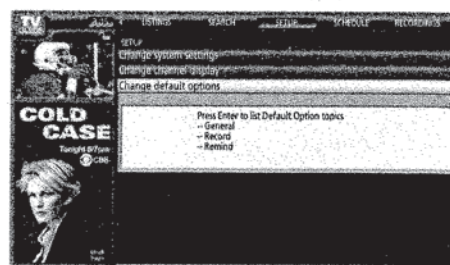 TV
GUIDE
LISTINGS
SEARCH
SETUP
SCHEDULE
RECORDINGS
SETUP
Change system settings
Change channel display
Change default options
Press Enter to list Default Option topics
-- General
-- Record
-- Remind
COLD
CASE
Tonight 8/7pm
CBS